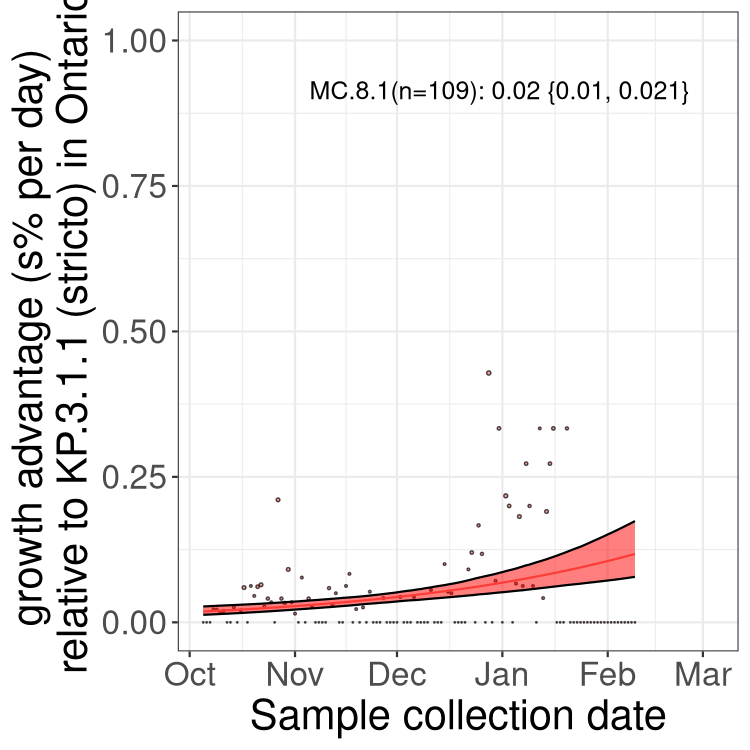 growth advantage (s% per day)
relative to KP.3.1.1 (stricto) in Ontario
1.00
0.75
0.50
0.25
0.00
MC.8.1(n=109): 0.02 {0.01, 0.021}
Oct Nov Dec Jan Feb Mar
Sample collection date